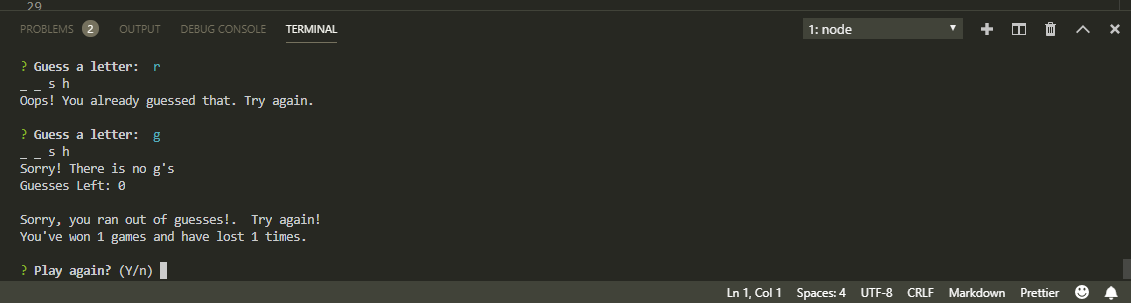 29
PROBLEMS 2 OUTPUT DEBUG CONSOLE TERMINAL 1: node
? Guess a letter: r
_ _ s h
Oops! You already guessed that. Try again.
? Guess a letter: g
_ _ s h
Sorry! There is no g's
Guesses Left: 0
Sorry, you ran out of guesses!. Try again!
You've won 1 games and have lost 1 times.
? Play again? (Y/n)
Ln 1, Col 1 Spaces: 4 UTF-8 CRLF Markdown Prettier